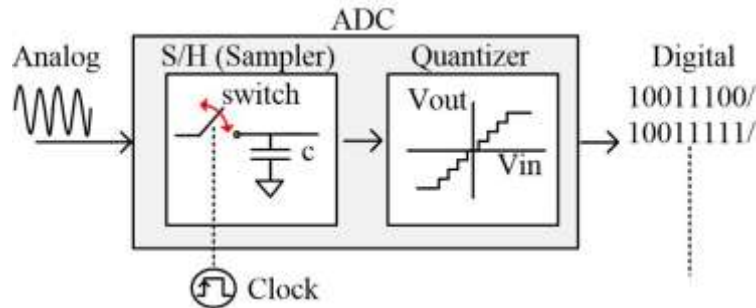 ADC
Analog
S/H (Sampler)
Quantizer
Digital
switch
c
Vout
Vin
10011100/
10011111/
Clock